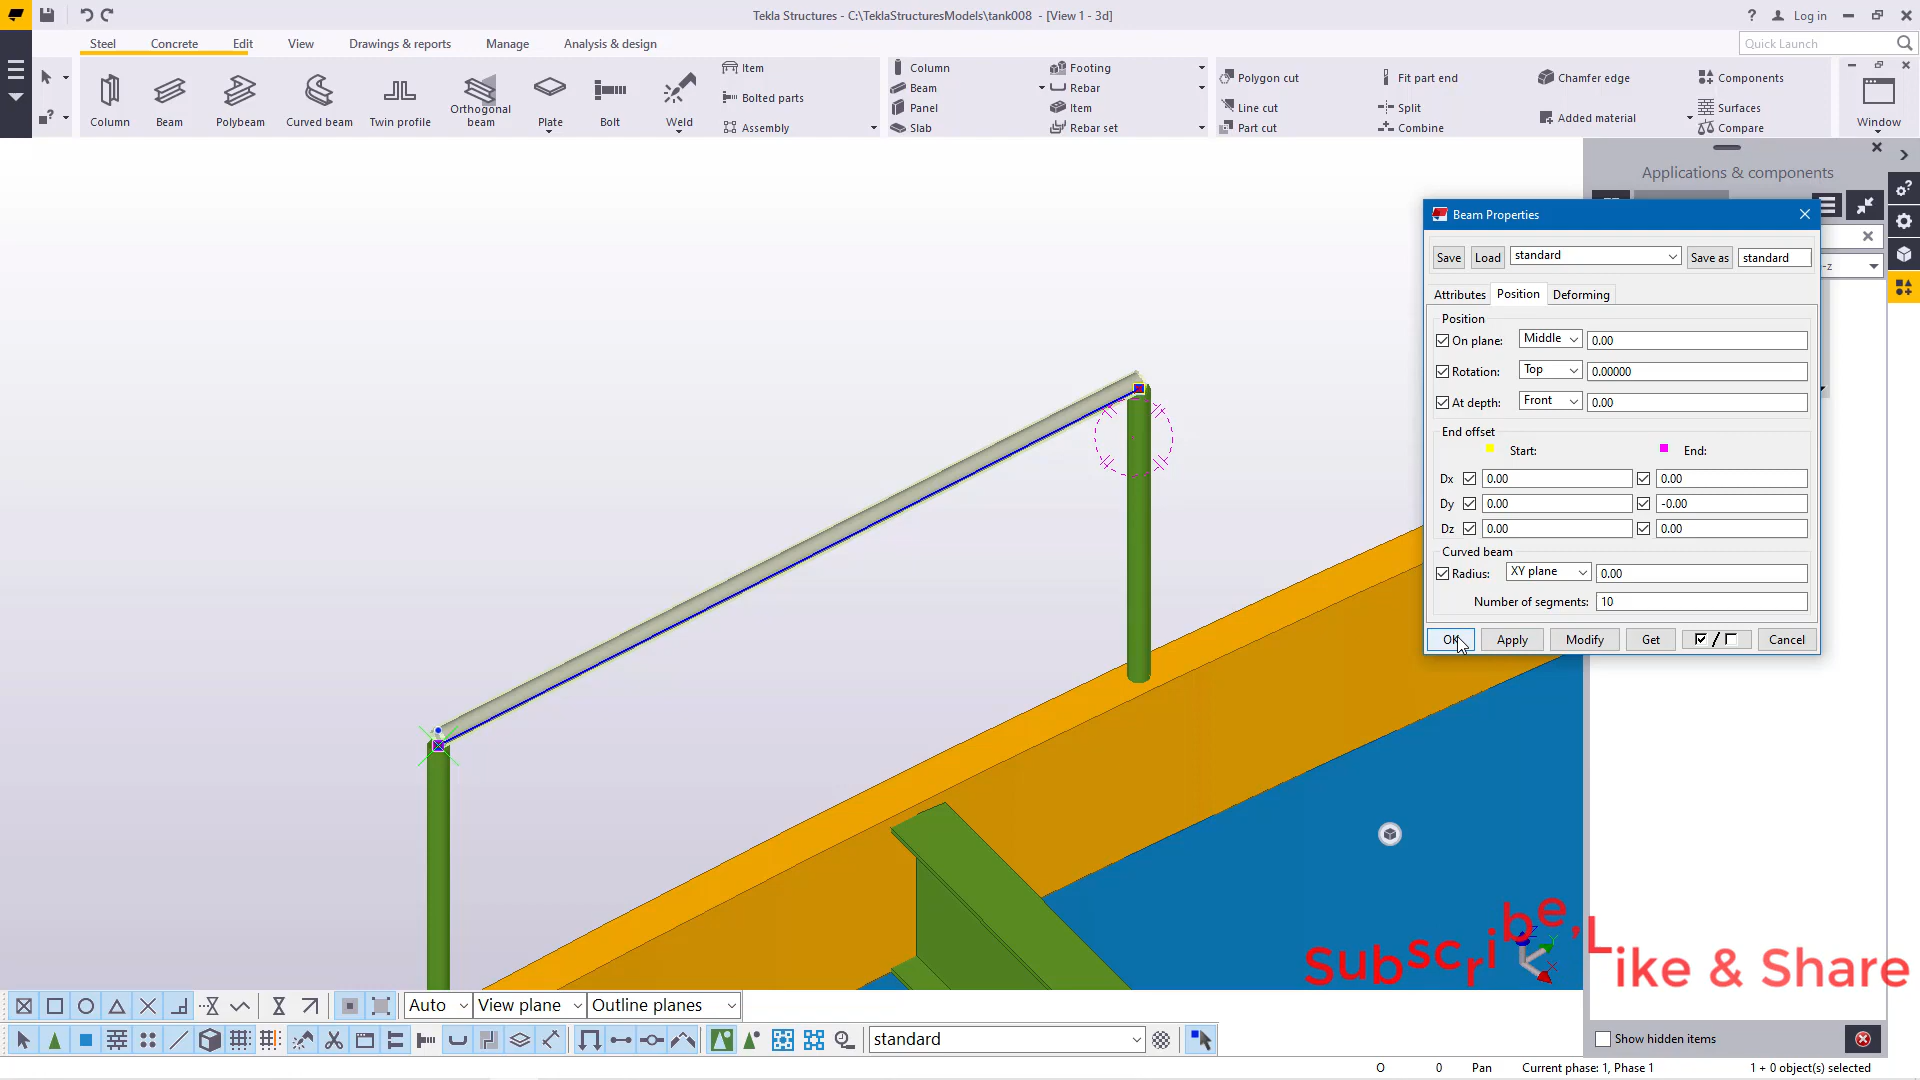 Tekla Structures - C:\TeklaStructuresModels\tank008 - [View 1 - 3d]
? Log in
Steel Concrete Edit View Drawings & reports Manage Analysis & design
Quick Launch
Column
Beam
Polybeam
Curved beam
Twin profile
Orthogonal
beam
Plate
Bolt
Weld
Item
Bolted parts
Assembly
Column
Beam
Panel
Slab
Footing
Rebar
Item
Rebar set
Polygon cut
Line cut
Part cut
Fit part end
Split
Combine
Chamfer edge
Added material
Components
Surfaces
Compare
Window
Applications & components
-z
Beam Properties
Save Load standard Save as standard
Attributes Position Deforming
Position
On plane: Middle 0.00
Rotation: Top 0.00000
At depth: Front 0.00
End offset
Start: End:
Dx 0.00 0.00
Dy 0.00 -0.00
Dz 0.00 0.00
Curved beam
Radius: XY plane 0.00
Number of segments: 10
OK Apply Modify Get / Cancel
Subscribe, Like & Share
Auto View plane Outline planes
standard
Show hidden items
O 0 Pan Current phase: 1, Phase 1 1 + 0 object(s) selected